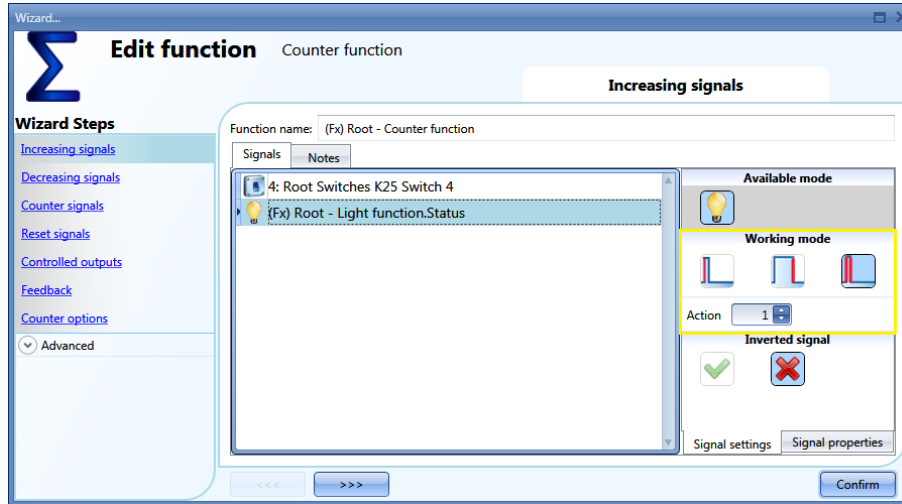 Wizard...
Edit function Counter function
Increasing signals
Wizard Steps
Increasing signals
Decreasing signals
Counter signals
Reset signals
Controlled outputs
Feedback
Counter options
Advanced
Function name: (Fx) Root - Counter function
Signals Notes
4: Root Switches K25 Switch 4
(Fx) Root - Light function.Status
Available mode
Working mode
Action 1
Inverted signal
Signal settings Signal properties
<<< >>> Confirm